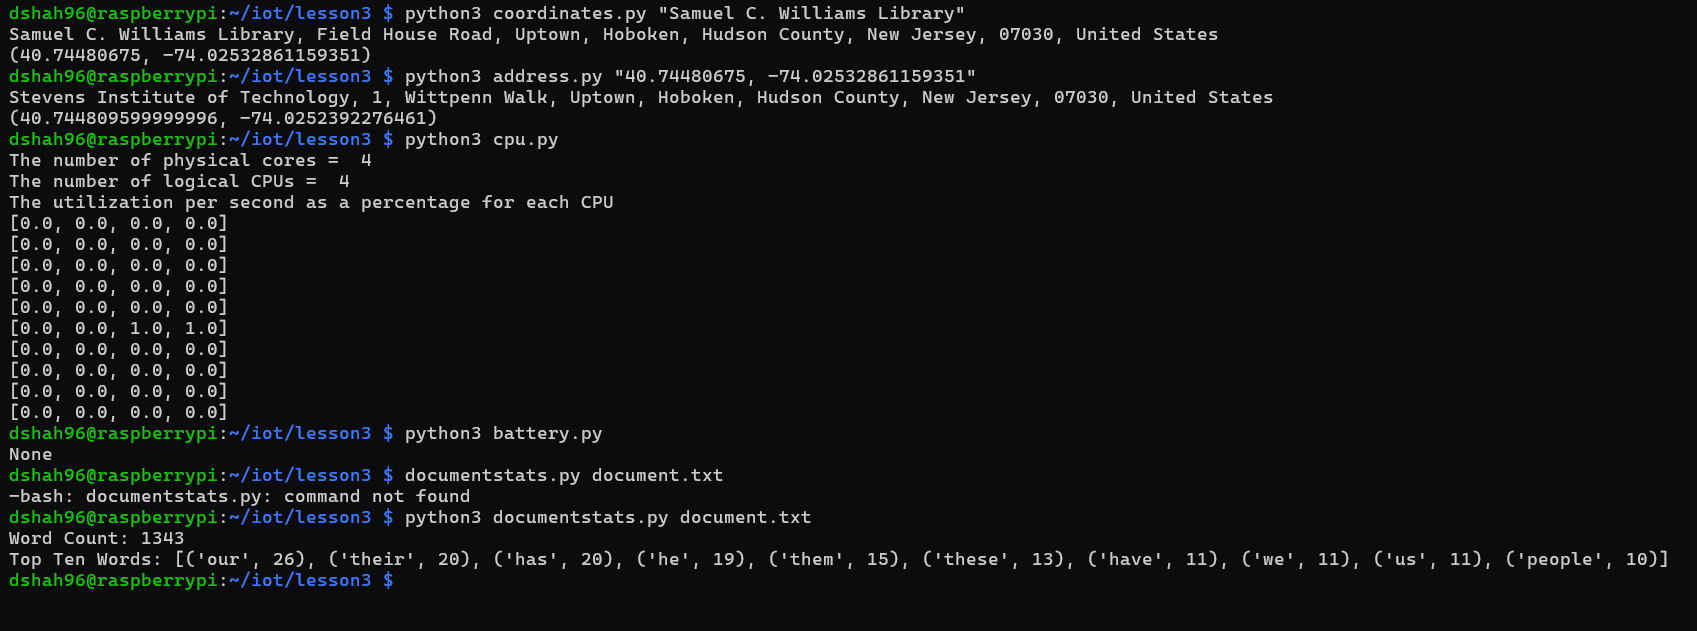 dshah96@raspberrypi:~/iot/lesson3 $ python3 coordinates.py "Samuel C. Williams Library"
Samuel C. Williams Library, Field House Road, Uptown, Hoboken, Hudson County, New Jersey, 07030, United States
(40.74480675, -74.02532861159351)
dshah96@raspberrypi:~/iot/lesson3 $ python3 address.py "40.74480675, -74.02532861159351"
Stevens Institute of Technology, 1, Wittpenn Walk, Uptown, Hoboken, Hudson County, New Jersey, 07030, United States
(40.744809599999996, -74.0252392276461)
dshah96@raspberrypi:~/iot/lesson3 $ python3 cpu.py
The number of physical cores =  4
The number of logical CPUs =  4
The utilization per second as a percentage for each CPU
[0.0, 0.0, 0.0, 0.0]
[0.0, 0.0, 0.0, 0.0]
[0.0, 0.0, 0.0, 0.0]
[0.0, 0.0, 0.0, 0.0]
[0.0, 0.0, 0.0, 0.0]
[0.0, 0.0, 1.0, 1.0]
[0.0, 0.0, 0.0, 0.0]
[0.0, 0.0, 0.0, 0.0]
[0.0, 0.0, 0.0, 0.0]
[0.0, 0.0, 0.0, 0.0]
dshah96@raspberrypi:~/iot/lesson3 $ python3 battery.py
None
dshah96@raspberrypi:~/iot/lesson3 $ documentstats.py document.txt
-bash: documentstats.py: command not found
dshah96@raspberrypi:~/iot/lesson3 $ python3 documentstats.py document.txt
Word Count: 1343
Top Ten Words: [('our', 26), ('their', 20), ('has', 20), ('he', 19), ('them', 15), ('these', 13), ('have', 11), ('we', 11), ('us', 11), ('people', 10)]
dshah96@raspberrypi:~/iot/lesson3 $